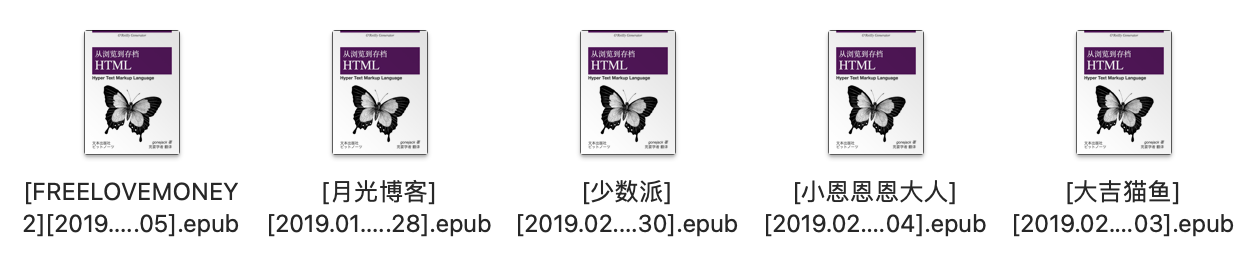 从浏览到存档
HTML
Hyper Text Markup Language
从浏览到存档
HTML
Hyper Text Markup Language
从浏览到存档
HTML
Hyper Text Markup Language
从浏览到存档
HTML
Hyper Text Markup Language
从浏览到存档
HTML
Hyper Text Markup Language
[FREELOVEMONEY
2][2019.....05].epub
[月光博客]
[2019.01.....28].epub
[少数派]
[2019.02....30].epub
[小恩恩恩大人]
[2019.02....04].epub
[大吉猫鱼]
[2019.02....03].epub